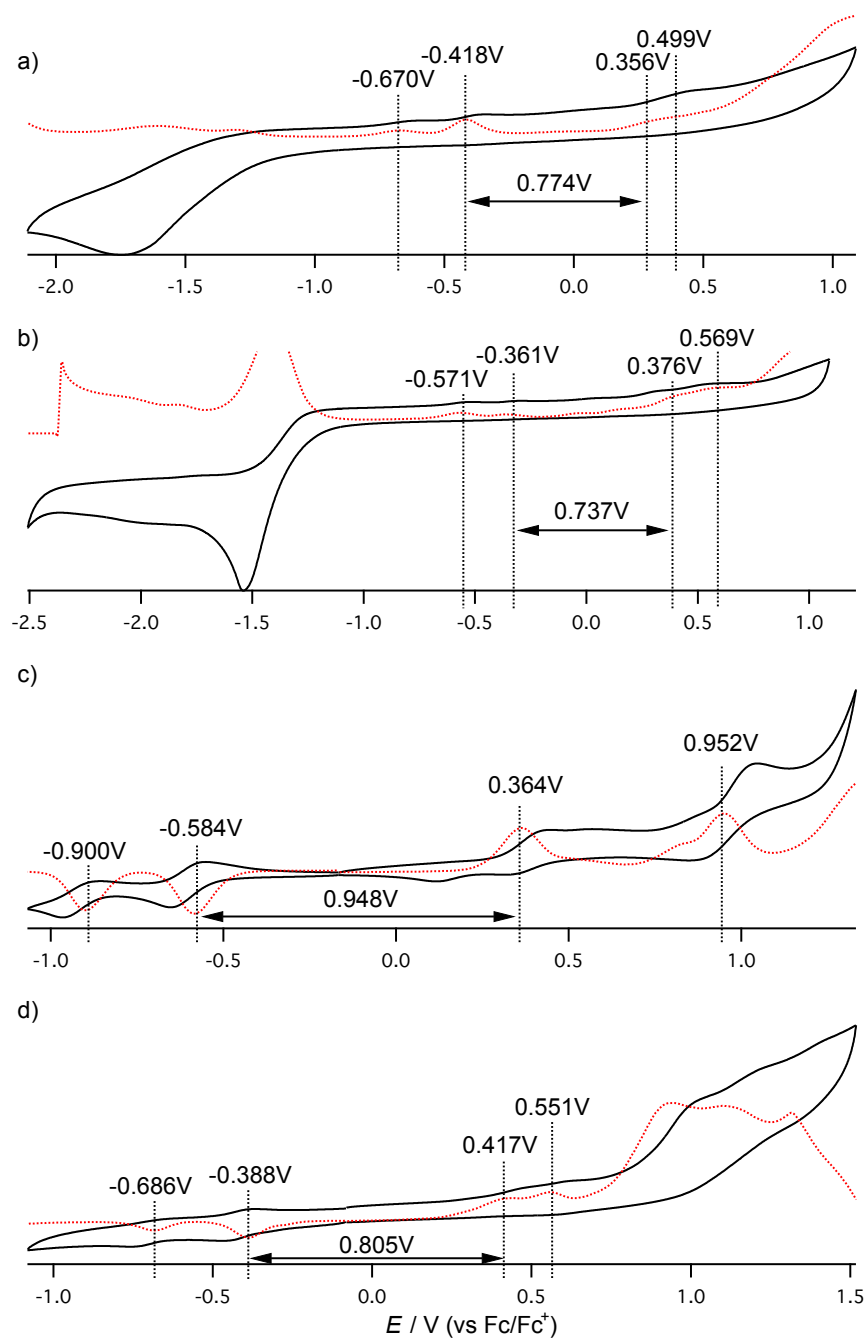 a)
-0.670V
-0.418V
0.356V
0.499V
0.774V
-2.0 -1.5 -1.0 -0.5 0.0 0.5 1.0
b)
-0.571V
-0.361V
0.376V
0.569V
0.737V
-2.5 -2.0 -1.5 -1.0 -0.5 0.0 0.5 1.0
c)
-0.900V
-0.584V
0.364V
0.952V
0.948V
-1.0 -0.5 0.0 0.5 1.0
d)
-0.686V
-0.388V
0.417V
0.551V
0.805V
-1.0 -0.5 0.0 0.5 1.0 1.5
E / V (vs Fc/Fc⁺)